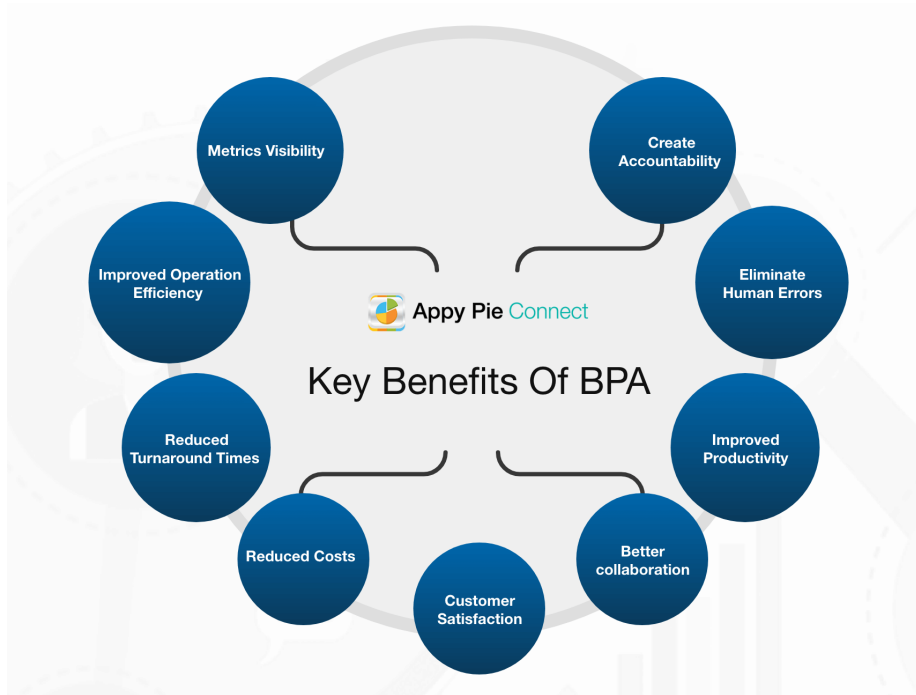 Metrics Visibility
Create
Accountability
Improved Operation
Efficiency
Eliminate
Human Errors
Appy Pie Connect
Key Benefits Of BPA
Reduced
Turnaround Times
Improved
Productivity
Reduced Costs
Better
collaboration
Customer
Satisfaction